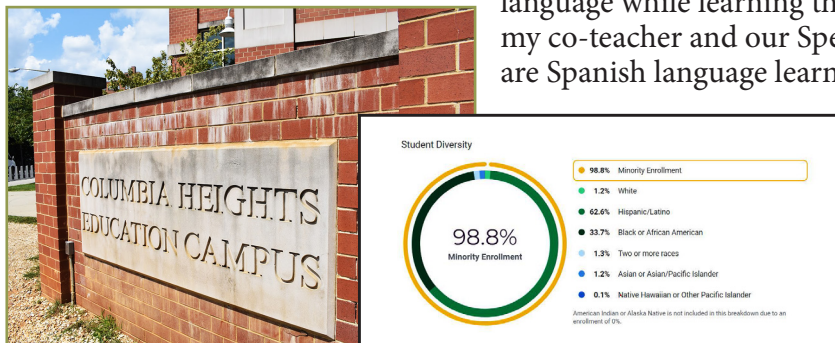 language while learning th
my co-teacher and our Spe
are Spanish language learn
COLUMBIA HEIGHTS
EDUCATION CAMPUS
Student Diversity
98.8%
Minority Enrollment
98.8% Minority Enrollment
1.2% White
62.6% Hispanic/Latino
33.7% Black or African American
1.3% Two or more races
1.2% Asian or Asian/Pacific Islander
0.1% Native Hawaiian or Other Pacific Islander
American Indian or Alaska Native is not included in this breakdown due to an
enrollment of 0%.